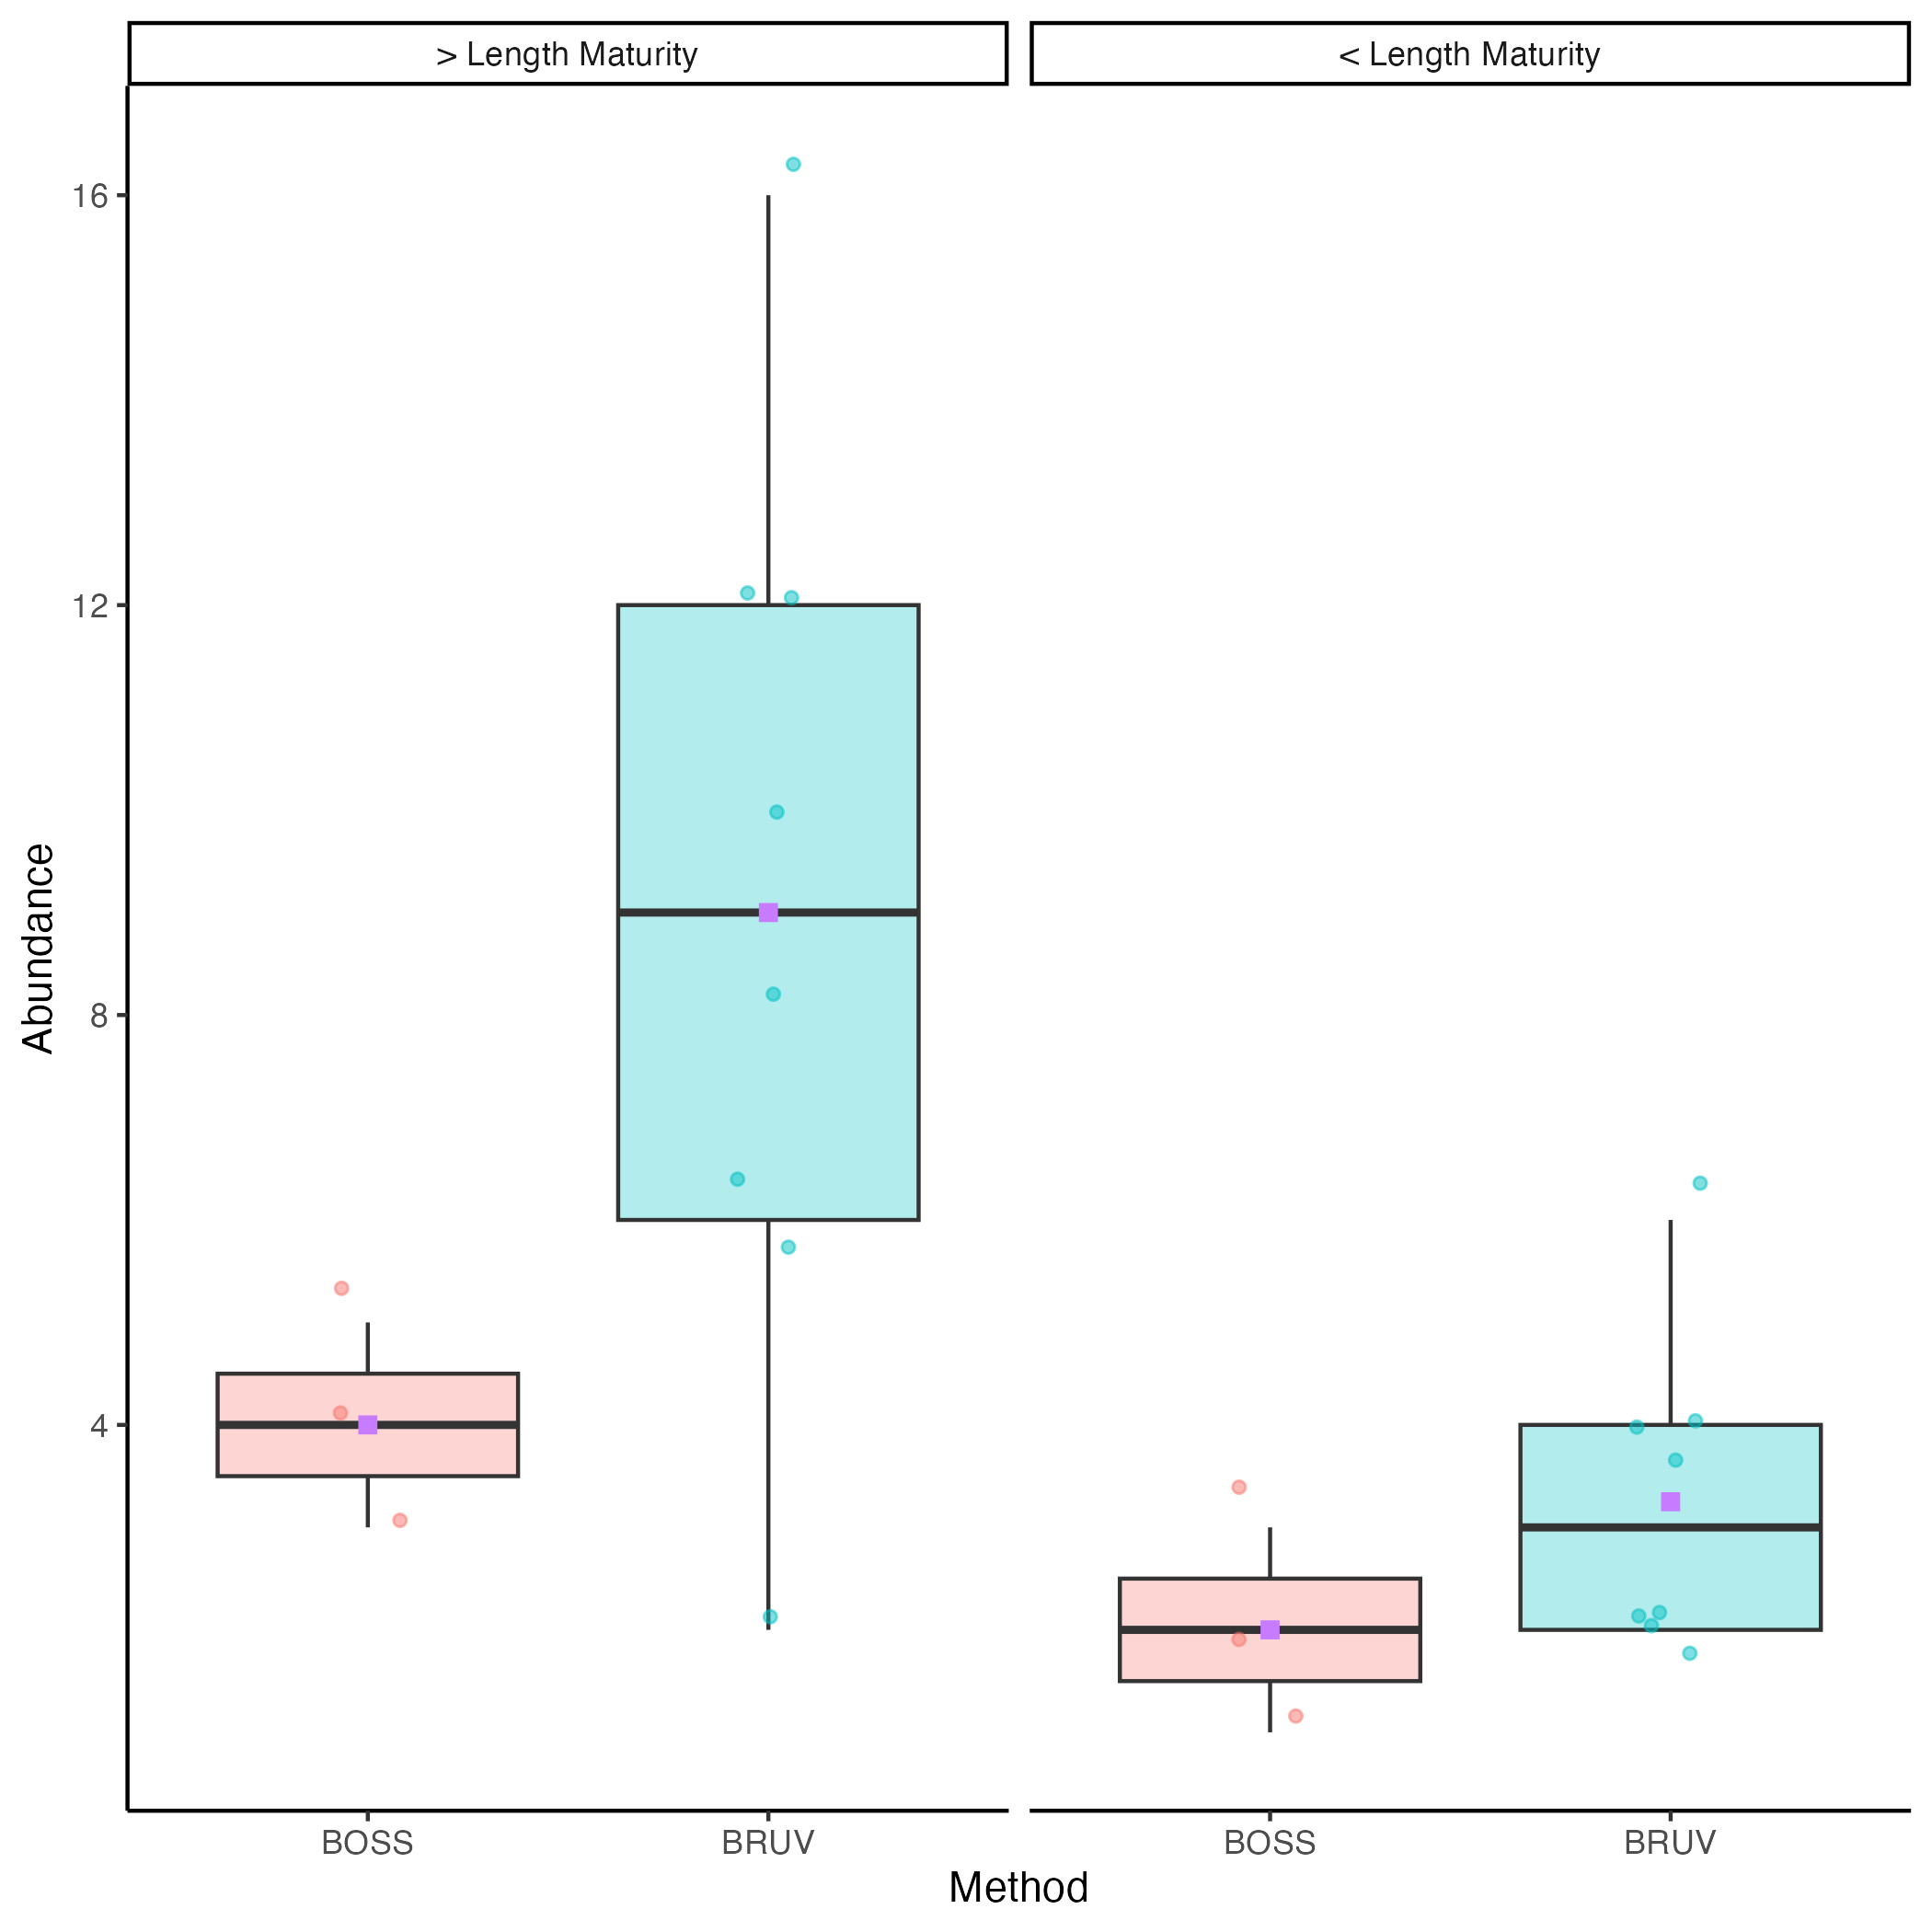 > Length Maturity
< Length Maturity
16
12
8
4
Abundance
BOSS
BRUV
BOSS
BRUV
Method